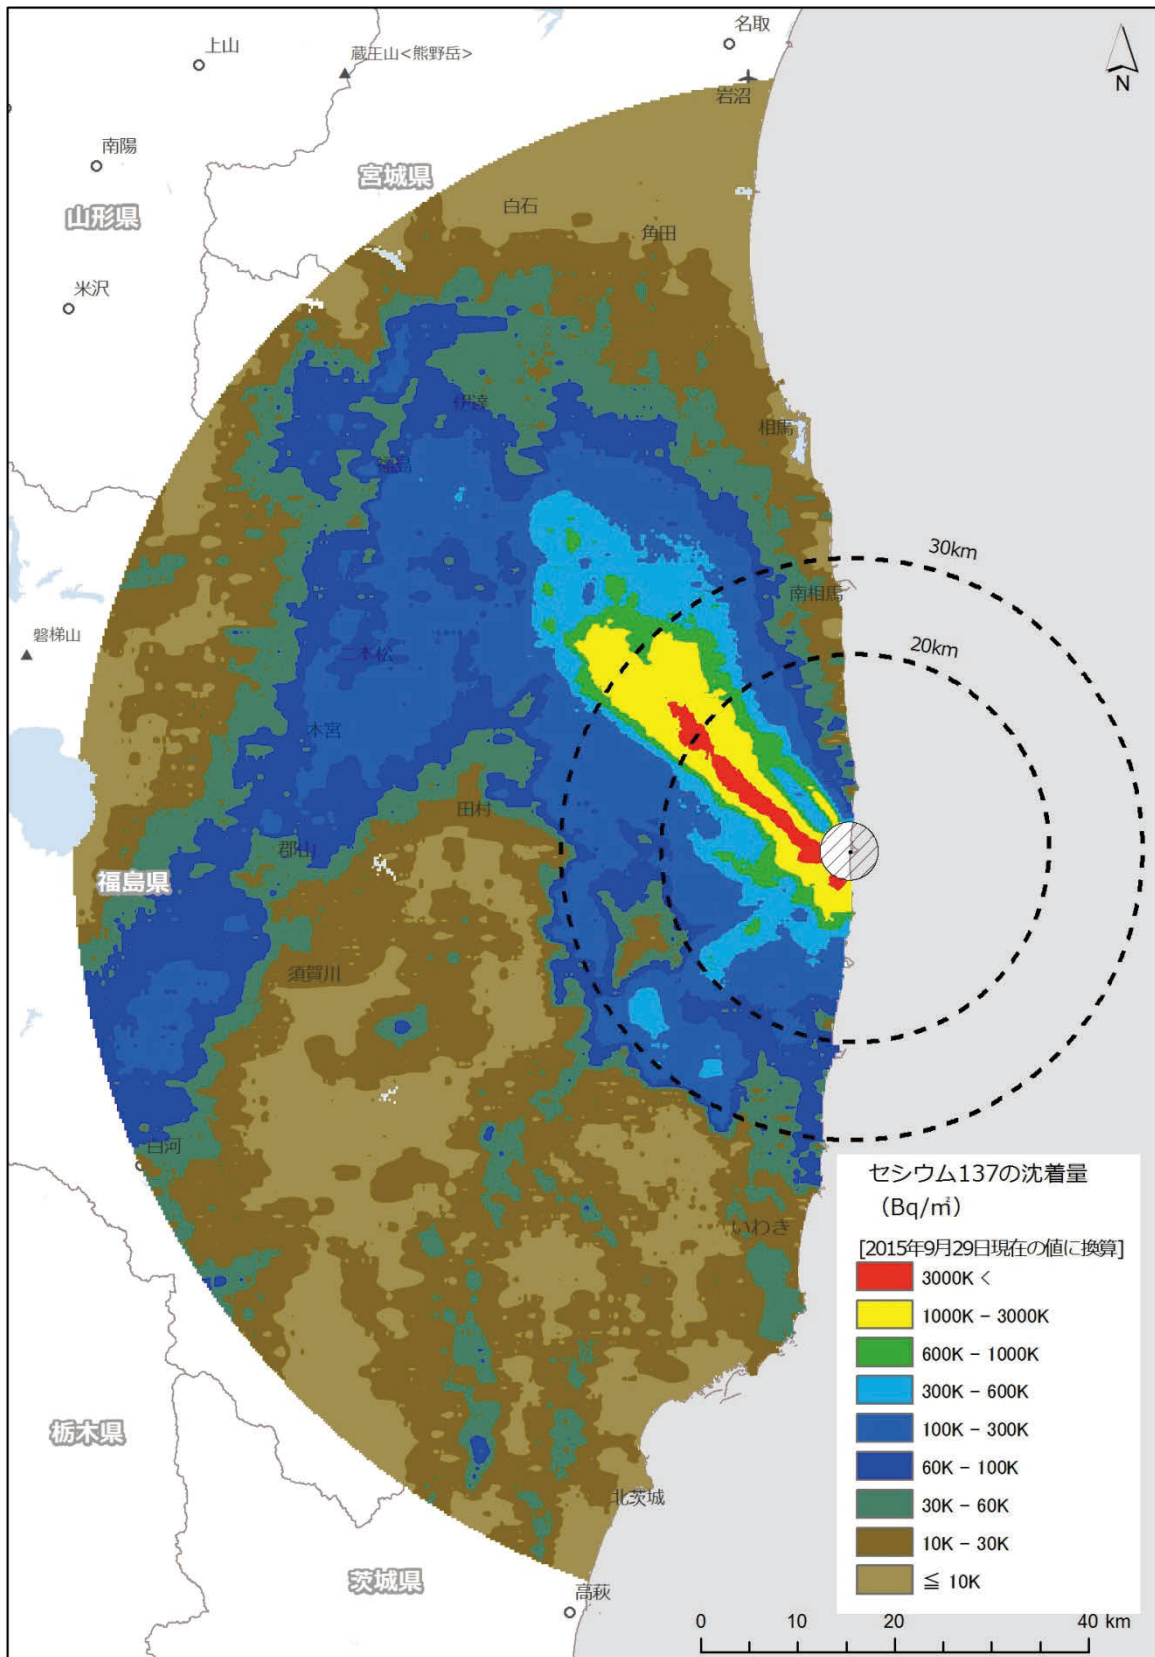 名取
上山
蔵王山<熊野岳>
N
岩沼
南陽
宮城県
白石
山形県
角田
米沢
伊達
相馬
福島
30km
南相馬
磐梯山
二本松
20km
本宮
田村
郡山
福島県
須賀川
白河
セシウム137の沈着量
（Bq/㎡）
いわき
[2015年9月29日現在の値に換算]
3000K <
1000K - 3000K
600K - 1000K
300K - 600K
100K - 300K
栃木県
60K - 100K
北茨城
30K - 60K
10K - 30K
茨城県
≦ 10K
高萩
0 10 20 40 km